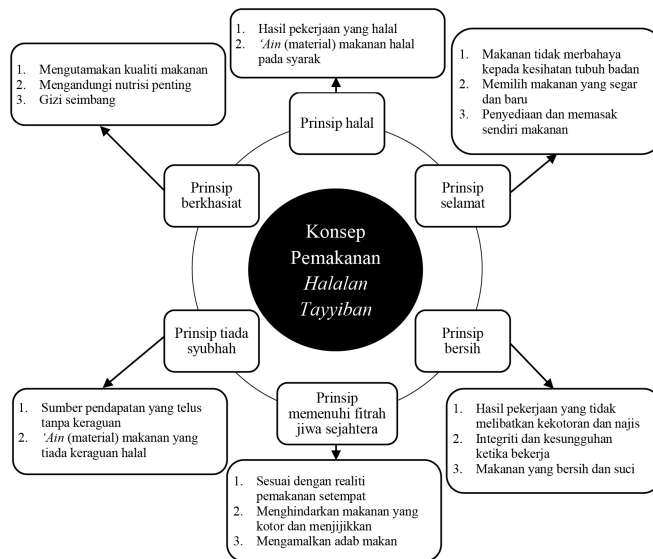 1. Hasil pekerjaan yang halal
2. ‘Ain (material) makanan halal
pada syarak
1. Mengutamakan kualiti makanan
2. Mengandungi nutrisi penting
3. Gizi seimbang
1. Makanan tidak merbahaya
kepada kesihatan tubuh badan
2. Memilih makanan yang segar
dan baru
3. Penyediaan dan memasak
sendiri makanan
Prinsip halal
Prinsip
berkhasiat
Prinsip
selamat
Konsep
Pemakanan
Halalan
Tayyiban
Prinsip tiada
syubhah
Prinsip
bersih
Prinsip
memenuhi fitrah
jiwa sejahtera
1. Sumber pendapatan yang telus
tanpa keraguan
2. ‘Ain (material) makanan yang
tiada keraguan halal
1. Hasil pekerjaan yang tidak
melibatkan kekotoran dan najis
2. Integriti dan kesungguhan
ketika bekerja
3. Makanan yang bersih dan suci
1. Sesuai dengan realiti
pemakanan setempat
2. Menghindarkan makanan yang
kotor dan menjijikkan
3. Mengamalkan adab makan